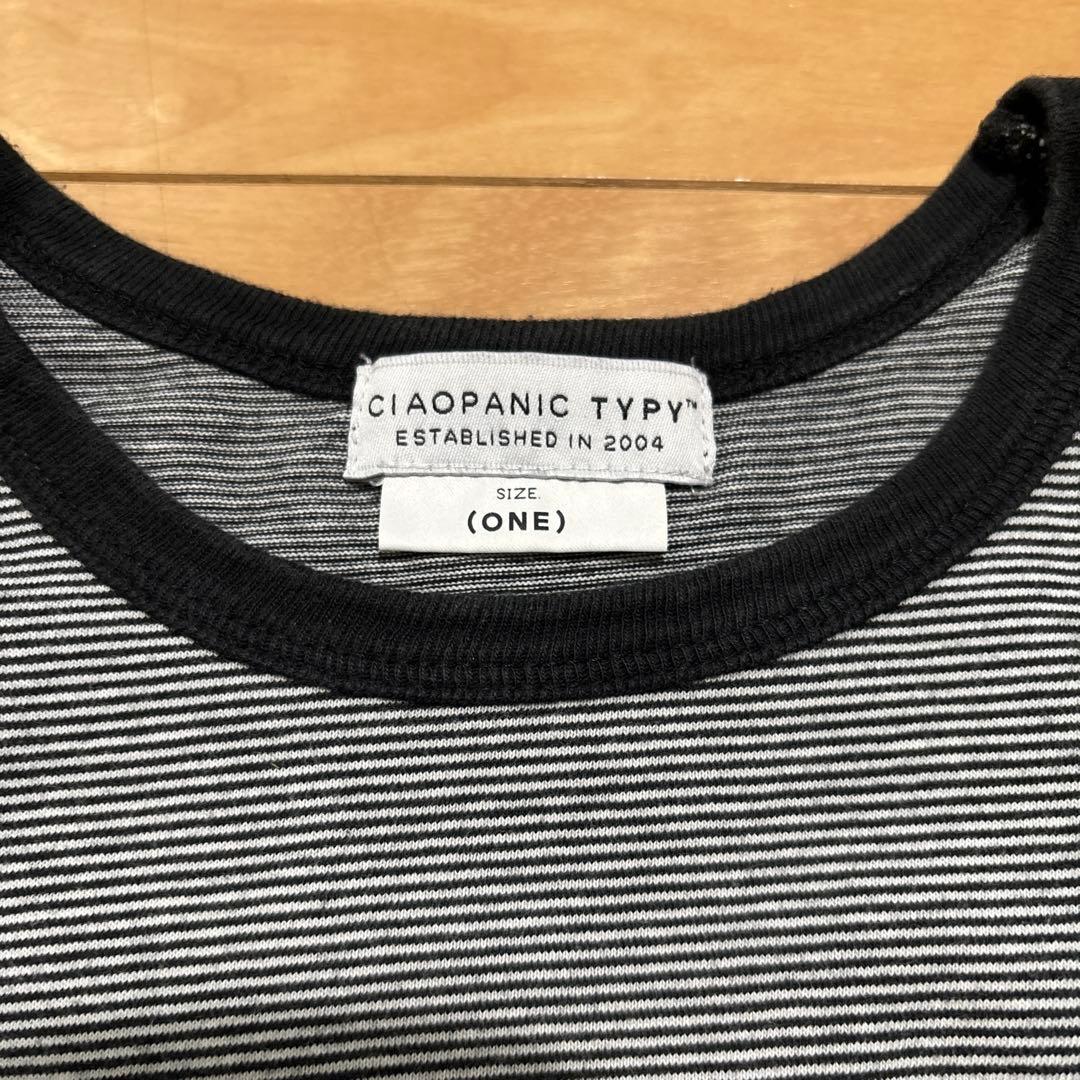 CIAOPANIC TYPY™
ESTABLISHED IN 2004
SIZE.
(ONE)